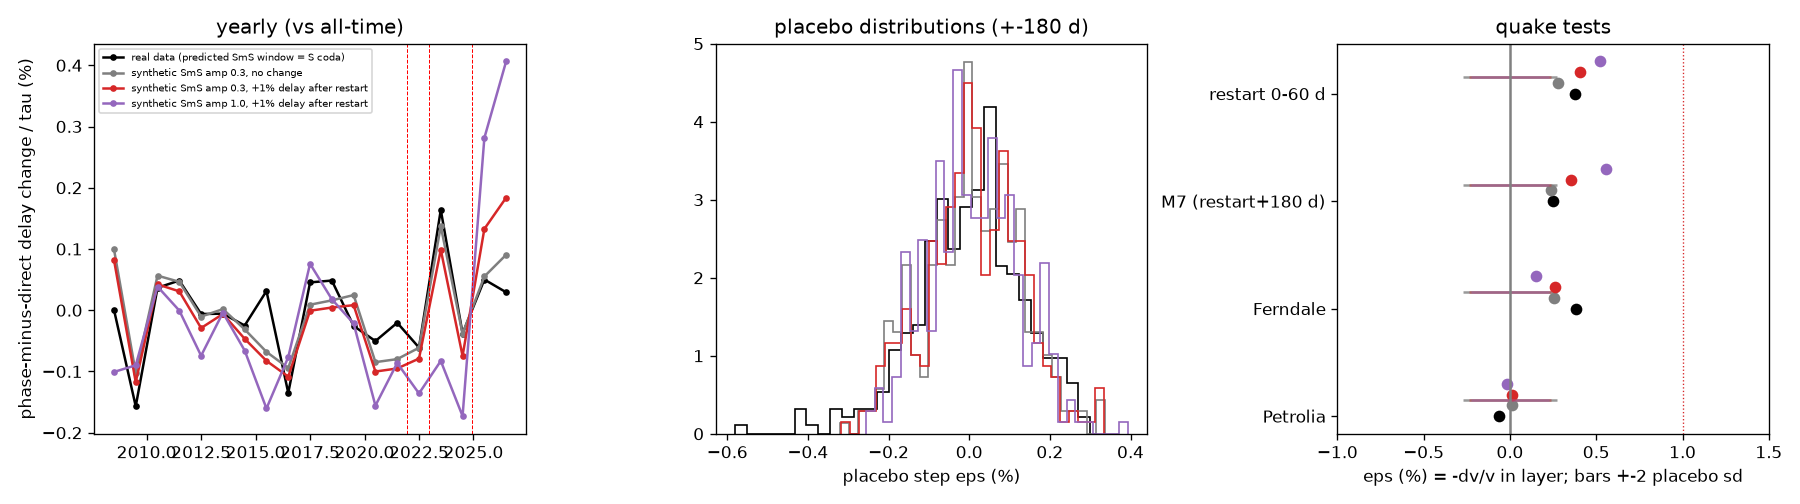 yearly (vs all-time)
phase-minus-direct delay change / tau (%)
real data (predicted SmS window = S coda)
synthetic SmS amp 0.3, no change
synthetic SmS amp 0.3, +1% delay after restart
synthetic SmS amp 1.0, +1% delay after restart
0.4
0.3
0.2
0.1
0.0
−0.1
−0.2
2010.0 2012.5 2015.0 2017.5 2020.0 2022.5 2025.0
placebo distributions (+-180 d)
5
4
3
2
1
0
−0.6 −0.4 −0.2 0.0 0.2 0.4
placebo step eps (%)
quake tests
restart 0-60 d
M7 (restart+180 d)
Ferndale
Petrolia
−1.0 −0.5 0.0 0.5 1.0 1.5
eps (%) = -dv/v in layer; bars +-2 placebo sd